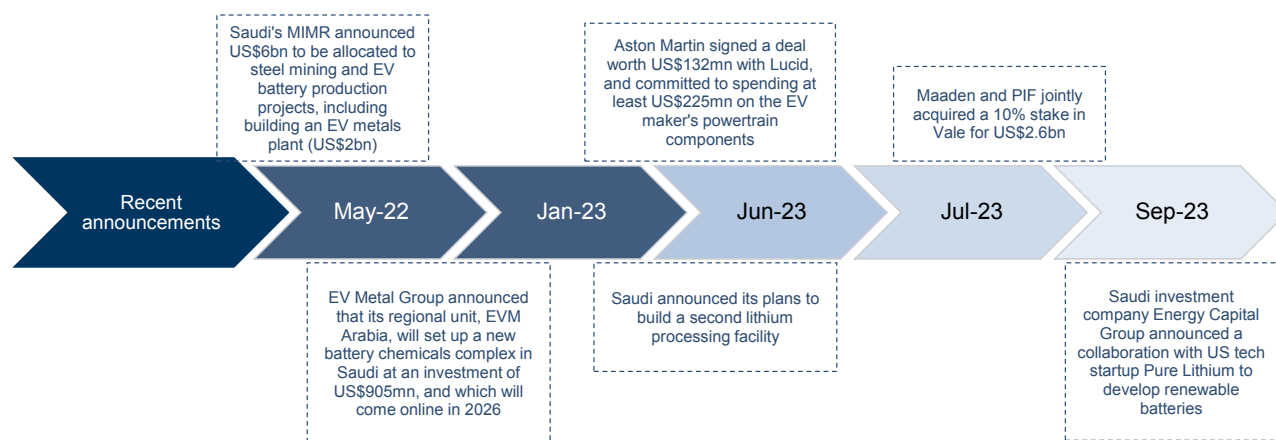 Saudi's MIMR announced
US$6bn to be allocated to
steel mining and EV
battery production
projects, including
building an EV metals
plant (US$2bn)
Aston Martin signed a deal
worth US$132mn with Lucid,
and committed to spending at
least US$225mn on the EV
maker's powertrain
components
Maaden and PIF jointly
acquired a 10% stake in
Vale for US$2.6bn
Recent
announcements
May-22
Jan-23
Jun-23
Jul-23
Sep-23
EV Metal Group announced
that its regional unit, EVM
Arabia, will set up a new
battery chemicals complex in
Saudi at an investment of
US$905mn, and which will
come online in 2026
Saudi announced its plans to
build a second lithium
processing facility
Saudi investment
company Energy Capital
Group announced a
collaboration with US tech
startup Pure Lithium to
develop renewable
batteries